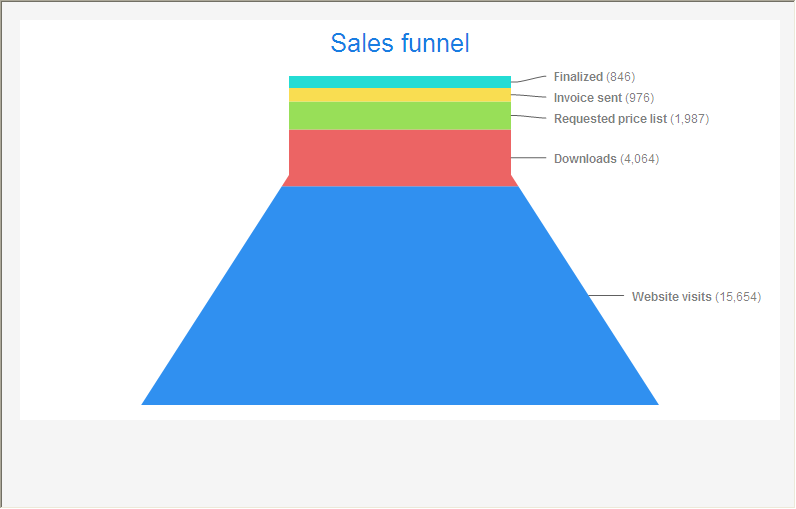 Sales funnel
Finalized (846)
Invoice sent (976)
Requested price list (1,987)
Downloads (4,064)
Website visits (15,654)